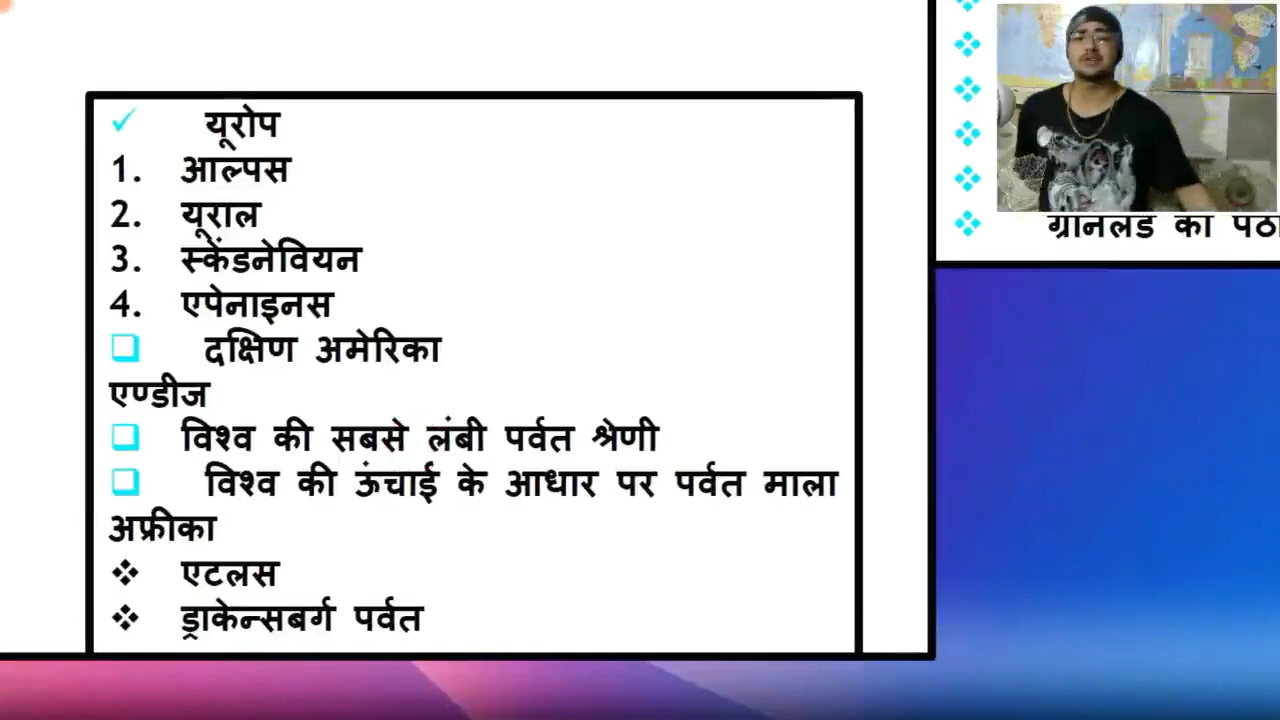 ✓ यूरोप
1. आल्पस
2. यूराल
3. स्केंडनेवियन
4. एपेनाइनस
❑ दक्षिण अमेरिका
एण्डीज
❑ विश्व की सबसे लंबी पर्वत श्रेणी
❑ विश्व की ऊंचाई के आधार पर पर्वत माला
अफ्रीका
❖ एटलस
❖ ड्राकेन्सबर्ग पर्वत
❖ ग्रीनलैंड का